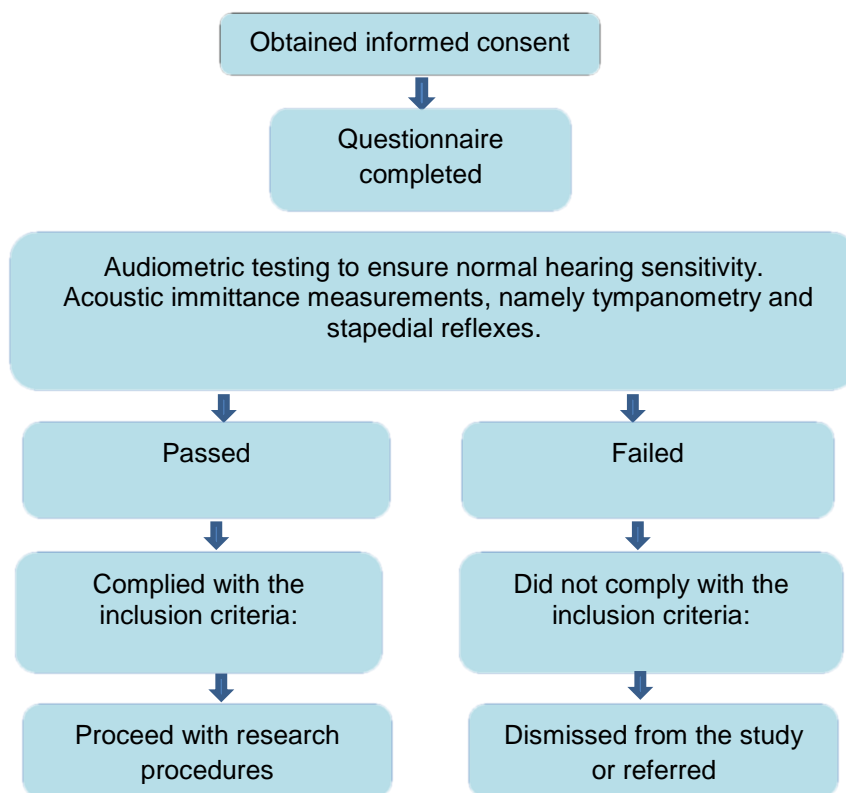 Obtained informed consent
Questionnaire
completed
Audiometric testing to ensure normal hearing sensitivity.
Acoustic immittance measurements, namely tympanometry and
stapedial reflexes.
Passed
Failed
Complied with the
inclusion criteria:
Did not comply with the
inclusion criteria:
Proceed with research
procedures
Dismissed from the study
or referred